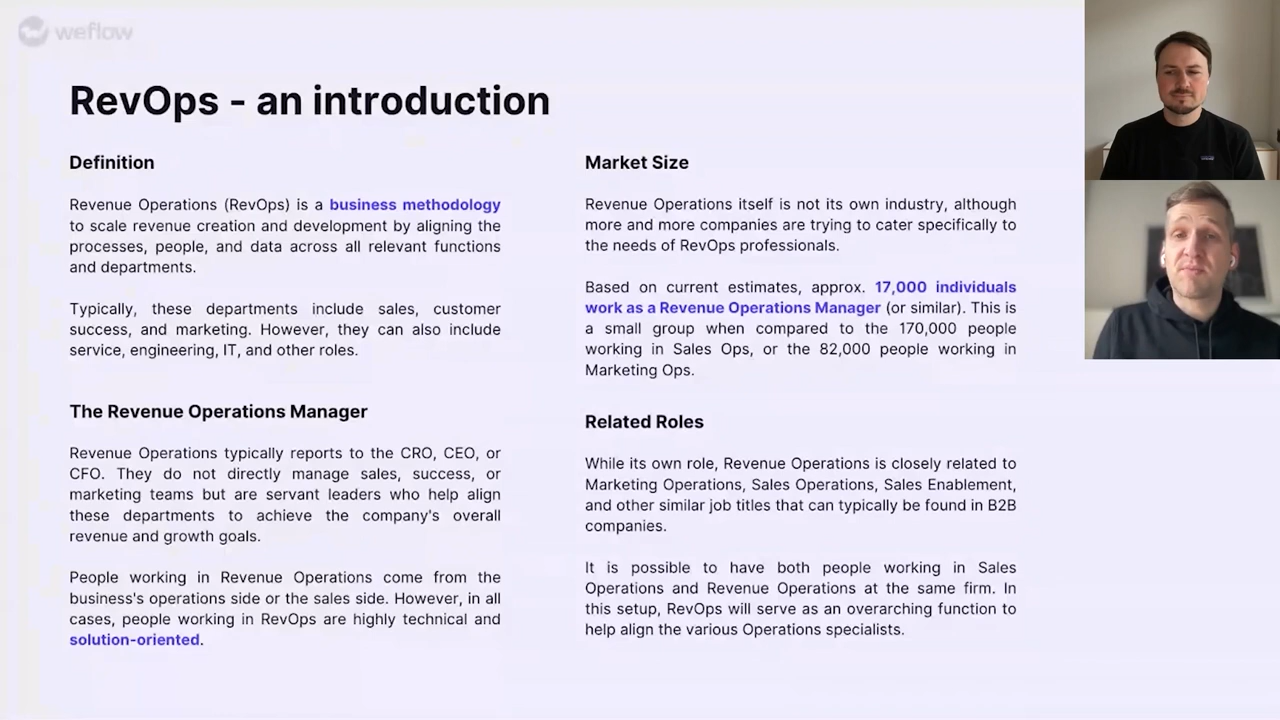 weflow
RevOps - an introduction
Definition
Revenue Operations (RevOps) is a business methodology
to scale revenue creation and development by aligning the
processes, people, and data across all relevant functions
and departments.
Typically, these departments include sales, customer
success, and marketing. However, they can also include
service, engineering, IT, and other roles.
The Revenue Operations Manager
Revenue Operations typically reports to the CRO, CEO, or
CFO. They do not directly manage sales, success, or
marketing teams but are servant leaders who help align
these departments to achieve the company's overall
revenue and growth goals.
People working in Revenue Operations come from the
business's operations side or the sales side. However, in all
cases, people working in RevOps are highly technical and
solution-oriented.
Market Size
Revenue Operations itself is not its own industry, although
more and more companies are trying to cater specifically to
the needs of RevOps professionals.
Based on current estimates, approx. 17,000 individuals
work as a Revenue Operations Manager (or similar). This is
a small group when compared to the 170,000 people
working in Sales Ops, or the 82,000 people working in
Marketing Ops.
Related Roles
While its own role, Revenue Operations is closely related to
Marketing Operations, Sales Operations, Sales Enablement,
and other similar job titles that can typically be found in B2B
companies.
It is possible to have both people working in Sales
Operations and Revenue Operations at the same firm. In
this setup, RevOps will serve as an overarching function to
help align the various Operations specialists.